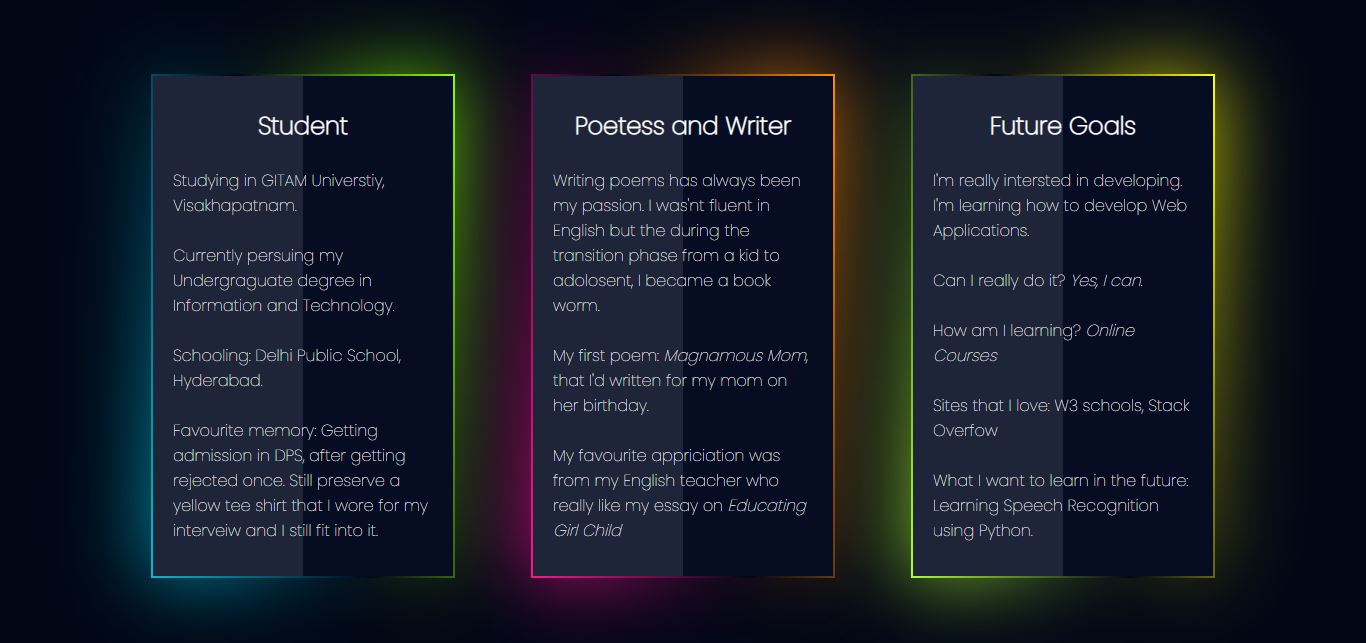 Student
Studying in GITAM Universtiy,
Visakhapatnam.
Currently persuing my
Undergraguate degree in
Information and Technology.
Schooling: Delhi Public School,
Hyderabad.
Favourite memory: Getting
admission in DPS, after getting
rejected once. Still preserve a
yellow tee shirt that I wore for my
interveiw and I still fit into it.
Poetess and Writer
Writing poems has always been
my passion. I was'nt fluent in
English but the during the
transition phase from a kid to
adolosent, I became a book
worm.
My first poem: Magnamous Mom,
that I'd written for my mom on
her birthday.
My favourite appriciation was
from my English teacher who
really like my essay on Educating
Girl Child
Future Goals
I'm really intersted in developing.
I'm learning how to develop Web
Applications.
Can I really do it? Yes, I can.
How am I learning? Online
Courses
Sites that I love: W3 schools, Stack
Overfow
What I want to learn in the future:
Learning Speech Recognition
using Python.